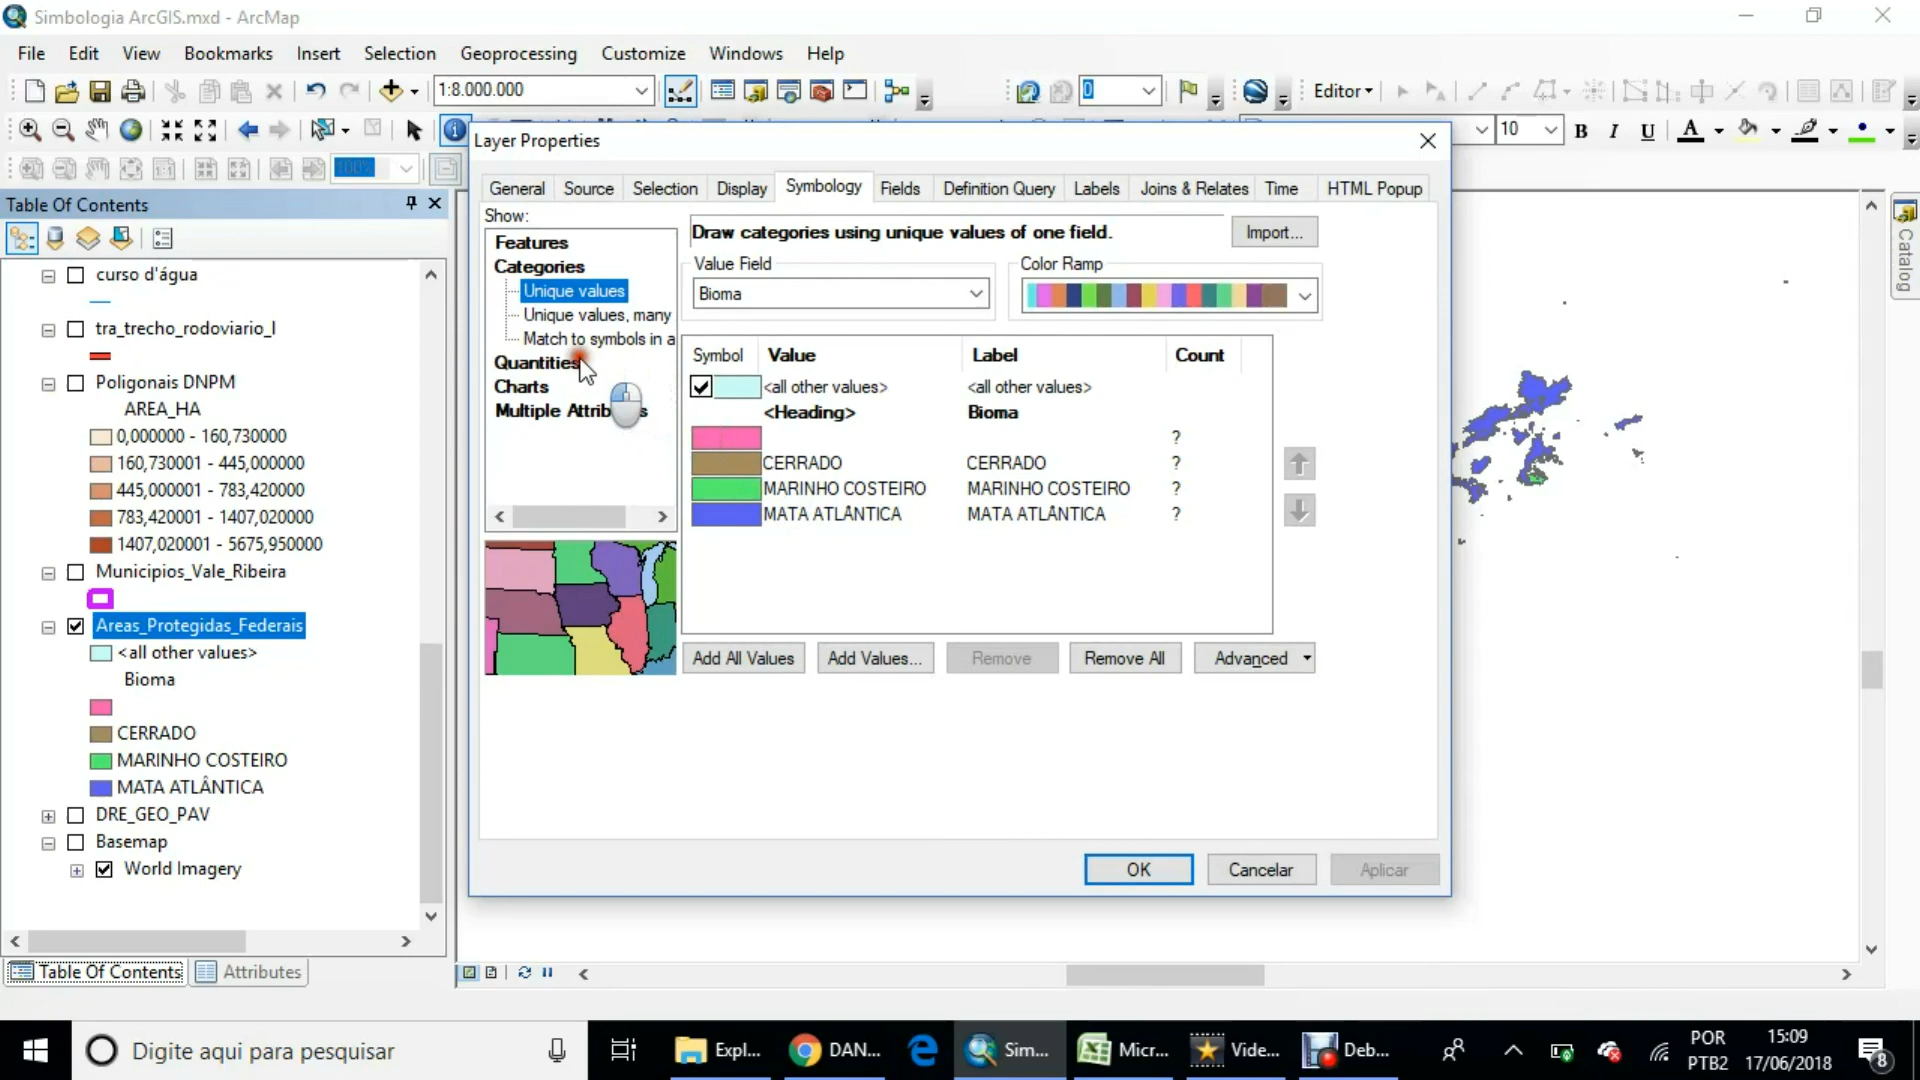 Simbologia ArcGIS.mxd - ArcMap
File Edit View Bookmarks Insert Selection Geoprocessing Customize Windows Help
1:8.000.000
0
Editor
10 B I U A
100%
Table Of Contents
curso d'água
tra_trecho_rodoviario_l
Poligonais DNPM
AREA_HA
0,000000 - 160,730000
160,730001 - 445,000000
445,000001 - 783,420000
783,420001 - 1407,020000
1407,020001 - 5675,950000
Municipios_Vale_Ribeira
Areas_Protegidas_Federais
<all other values>
Bioma
CERRADO
MARINHO COSTEIRO
MATA ATLÂNTICA
DRE_GEO_PAV
Basemap
World Imagery
Table Of Contents
Attributes
Layer Properties
General Source Selection Display Symbology Fields Definition Query Labels Joins & Relates Time HTML Popup
Show:
Features
Categories
Unique values
Unique values, many
Match to symbols in a
Quantities
Charts
Multiple Attrib s
Draw categories using unique values of one field.
Import...
Value Field
Bioma
Color Ramp
Symbol Value Label Count
<all other values> <all other values>
<Heading> Bioma
?
CERRADO CERRADO ?
MARINHO COSTEIRO MARINHO COSTEIRO ?
MATA ATLÂNTICA MATA ATLÂNTICA ?
Add All Values Add Values... Remove Remove All Advanced
OK Cancelar Aplicar
Catalog
Digite aqui para pesquisar
Expl...
DAN...
Sim...
Micr...
Vide...
Deb...
POR
PTB2
15:09
17/06/2018
8